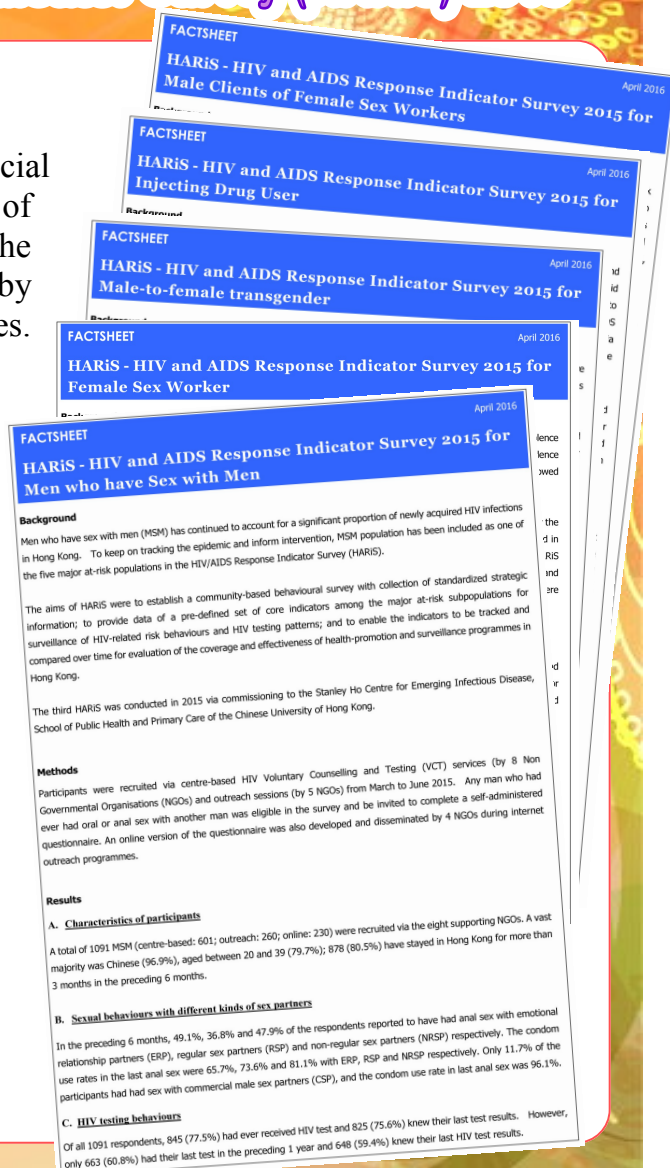 FACTSHEET
April 2016
HARiS - HIV and AIDS Response Indicator Survey 2015 for
Male Clients of Female Sex Workers
FACTSHEET
April 2016
HARiS - HIV and AIDS Response Indicator Survey 2015 for
Injecting Drug User
Background
FACTSHEET
April 2016
HARiS - HIV and AIDS Response Indicator Survey 2015 for
Male-to-female transgender
FACTSHEET
April 2016
HARiS - HIV and AIDS Response Indicator Survey 2015 for
Female Sex Worker
cial
of
he
by
es.
FACTSHEET
April 2016
HARiS - HIV and AIDS Response Indicator Survey 2015 for
Men who have Sex with Men
Background
Men who have sex with men (MSM) has continued to account for a significant proportion of newly acquired HIV infections
in Hong Kong. To keep on tracking the epidemic and inform intervention, MSM population has been included as one of
the five major at-risk populations in the HIV/AIDS Response Indicator Survey (HARiS).
The aims of HARiS were to establish a community-based behavioural survey with collection of standardized strategic
information; to provide data of a pre-defined set of core indicators among the major at-risk subpopulations for
surveillance of HIV-related risk behaviours and HIV testing patterns; and to enable the indicators to be tracked and
compared over time for evaluation of the coverage and effectiveness of health-promotion and surveillance programmes in
Hong Kong.
The third HARiS was conducted in 2015 via commissioning to the Stanley Ho Centre for Emerging Infectious Disease,
School of Public Health and Primary Care of the Chinese University of Hong Kong.
Methods
Participants were recruited via centre-based HIV Voluntary Counselling and Testing (VCT) services (by 8 Non
Governmental Organisations (NGOs) and outreach sessions (by 5 NGOs) from March to June 2015. Any man who had
ever had oral or anal sex with another man was eligible in the survey and be invited to complete a self-administered
questionnaire. An online version of the questionnaire was also developed and disseminated by 4 NGOs during internet
outreach programmes.
Results
A. Characteristics of participants
A total of 1091 MSM (centre-based: 601; outreach: 260; online: 230) were recruited via the eight supporting NGOs. A vast
majority was Chinese (96.9%), aged between 20 and 39 (79.7%); 878 (80.5%) have stayed in Hong Kong for more than
3 months in the preceding 6 months.
B. Sexual behaviours with different kinds of sex partners
In the preceding 6 months, 49.1%, 36.8% and 47.9% of the respondents reported to have had anal sex with emotional
relationship partners (ERP), regular sex partners (RSP) and non-regular sex partners (NRSP) respectively. The condom
use rates in the last anal sex were 65.7%, 73.6% and 81.1% with ERP, RSP and NRSP respectively. Only 11.7% of the
participants had had sex with commercial male sex partners (CSP), and the condom use rate in last anal sex was 96.1%.
C. HIV testing behaviours
Of all 1091 respondents, 845 (77.5%) had ever received HIV test and 825 (75.6%) knew their last test results. However,
only 663 (60.8%) had their last test in the preceding 1 year and 648 (59.4%) knew their last HIV test results.